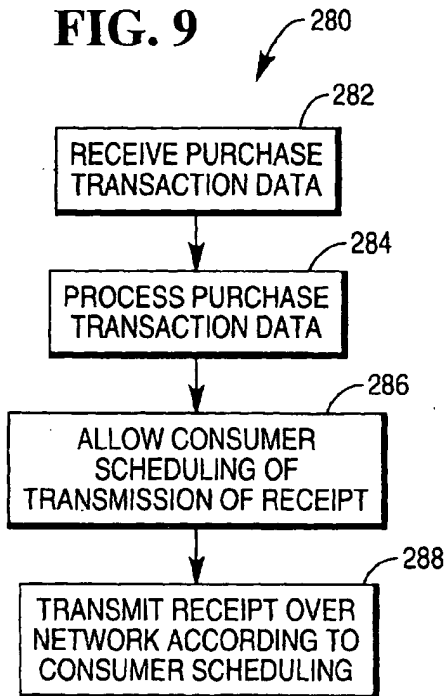 FIG. 9
280
282
RECEIVE PURCHASE
TRANSACTION DATA
284
PROCESS PURCHASE
TRANSACTION DATA
286
ALLOW CONSUMER
SCHEDULING OF
TRANSMISSION OF RECEIPT
288
TRANSMIT RECEIPT OVER
NETWORK ACCORDING TO
CONSUMER SCHEDULING